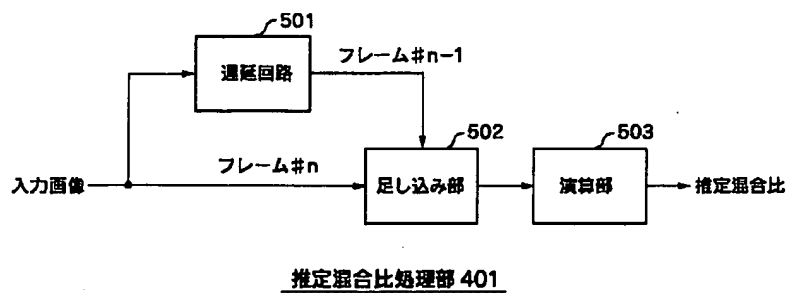 501
遅延回路
フレーム#n-1
502
503
フレーム#n
入力画像
足し込み部
演算部
推定混合比
推定混合比処理部 401